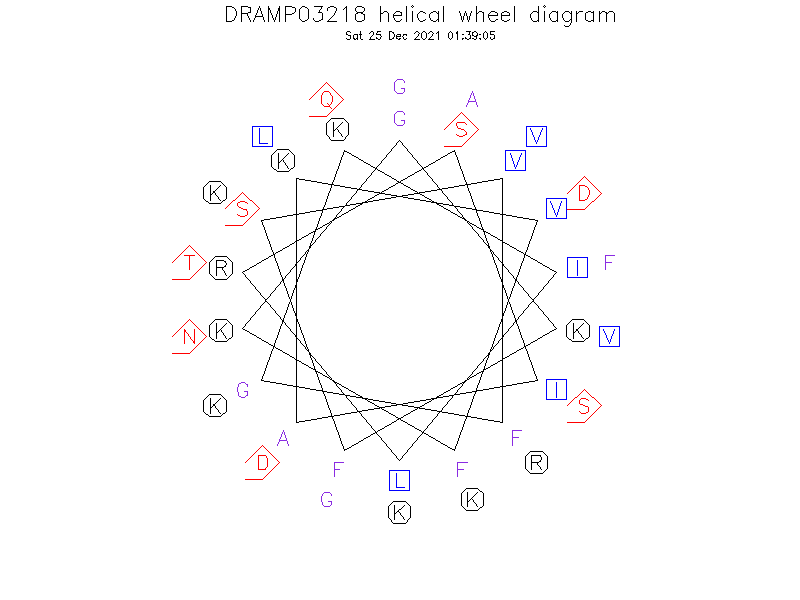 DRAMP03218 helical wheel diagram
Sat 25 Dec 2021 01:39:05
G
Q A
G
K S
L V
K V
K D
S V
T R I F
N K K V
G I
K S
A F
D R
F F
L
G K
K